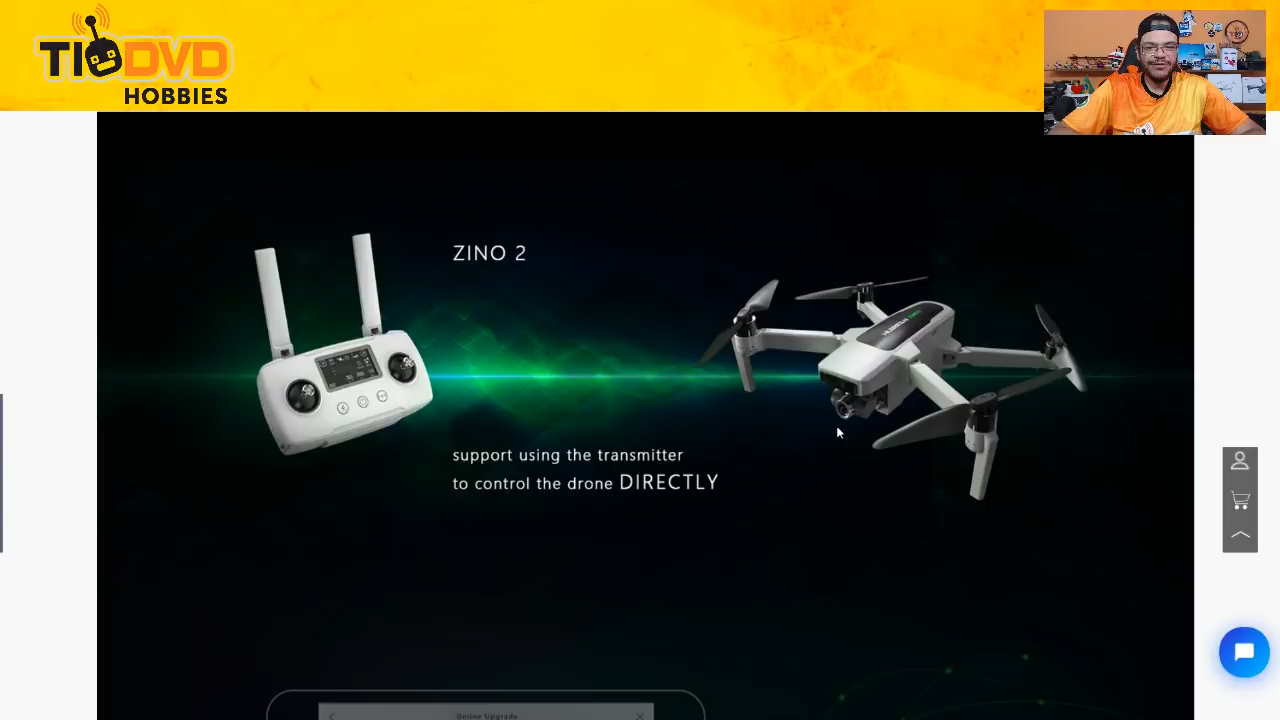 TIODVD
HOBBIES
ZINO 2
support using the transmitter
to control the drone DIRECTLY
Online Upgrade